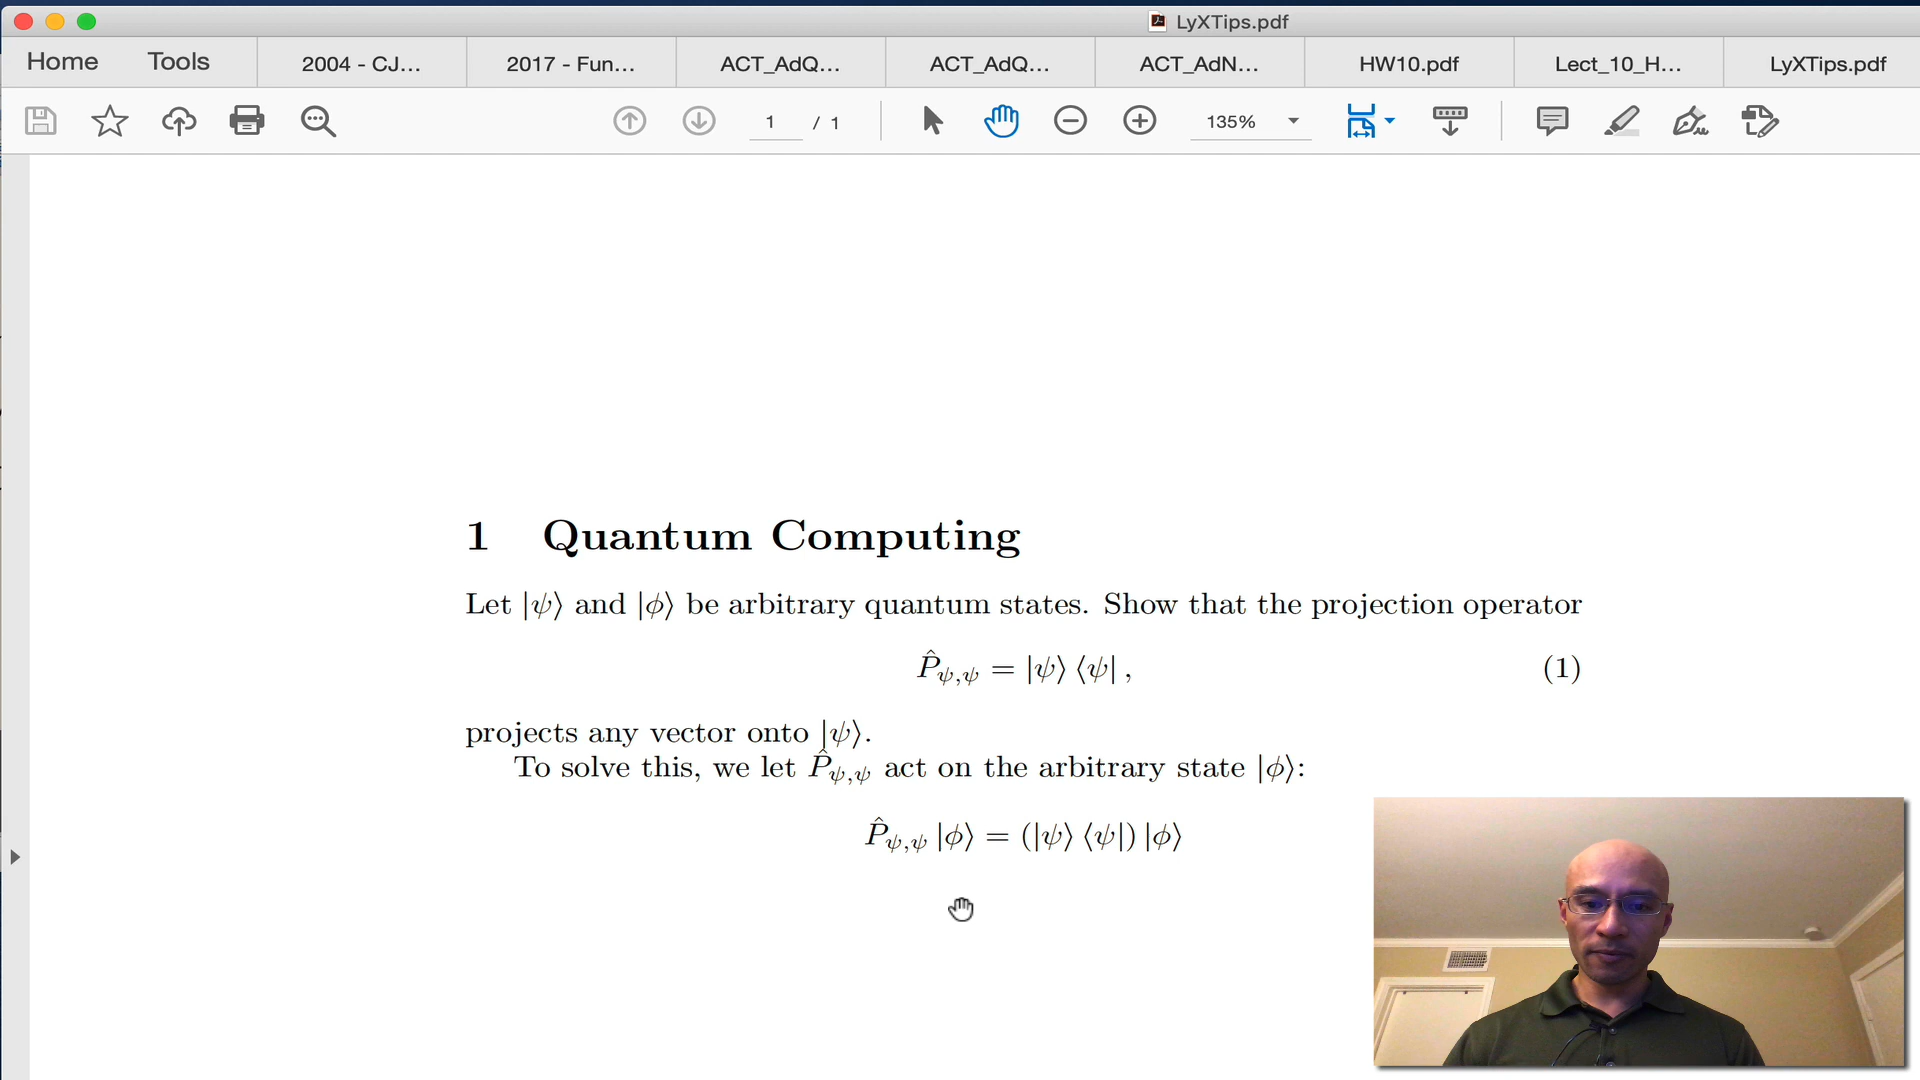 LyXTips.pdf
Home Tools 2004 - CJ... 2017 - Fun... ACT_AdQ... ACT_AdQ... ACT_AdN... HW10.pdf Lect_10_H... LyXTips.pdf
1 / 1 135%
1 Quantum Computing
Let |ψ⟩ and |ϕ⟩ be arbitrary quantum states. Show that the projection operator
P̂ψ,ψ = |ψ⟩ ⟨ψ| , (1)
projects any vector onto |ψ⟩.
To solve this, we let P̂ψ,ψ act on the arbitrary state |ϕ⟩:
P̂ψ,ψ |ϕ⟩ = (|ψ⟩ ⟨ψ|) |ϕ⟩